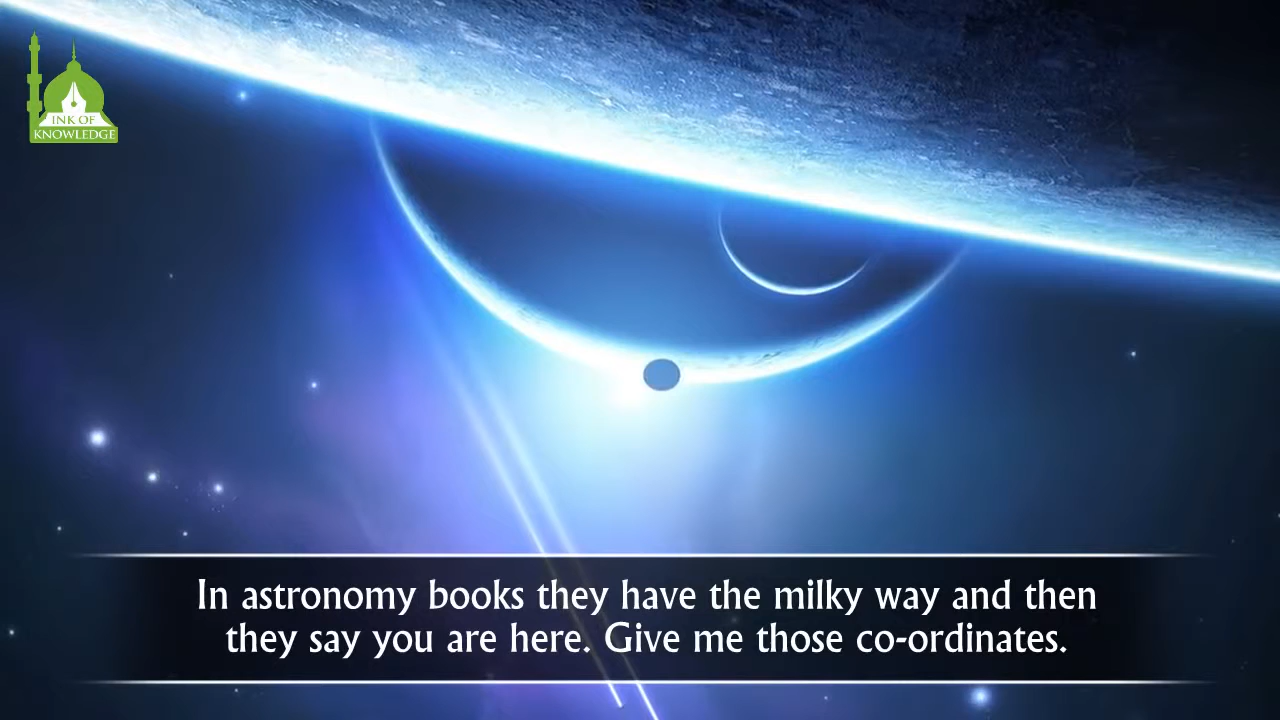 INK OF
KNOWLEDGE
In astronomy books they have the milky way and then
they say you are here. Give me those co-ordinates.